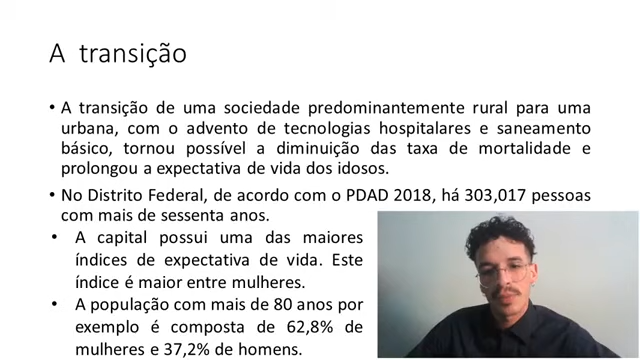 A transição
• A transição de uma sociedade predominantemente rural para uma
urbana, com o advento de tecnologias hospitalares e saneamento
básico, tornou possível a diminuição das taxa de mortalidade e
prolongou a expectativa de vida dos idosos.
• No Distrito Federal, de acordo com o PDAD 2018, há 303,017 pessoas
com mais de sessenta anos.
• A capital possui uma das maiores
índices de expectativa de vida. Este
índice é maior entre mulheres.
• A população com mais de 80 anos por
exemplo é composta de 62,8% de
mulheres e 37,2% de homens.